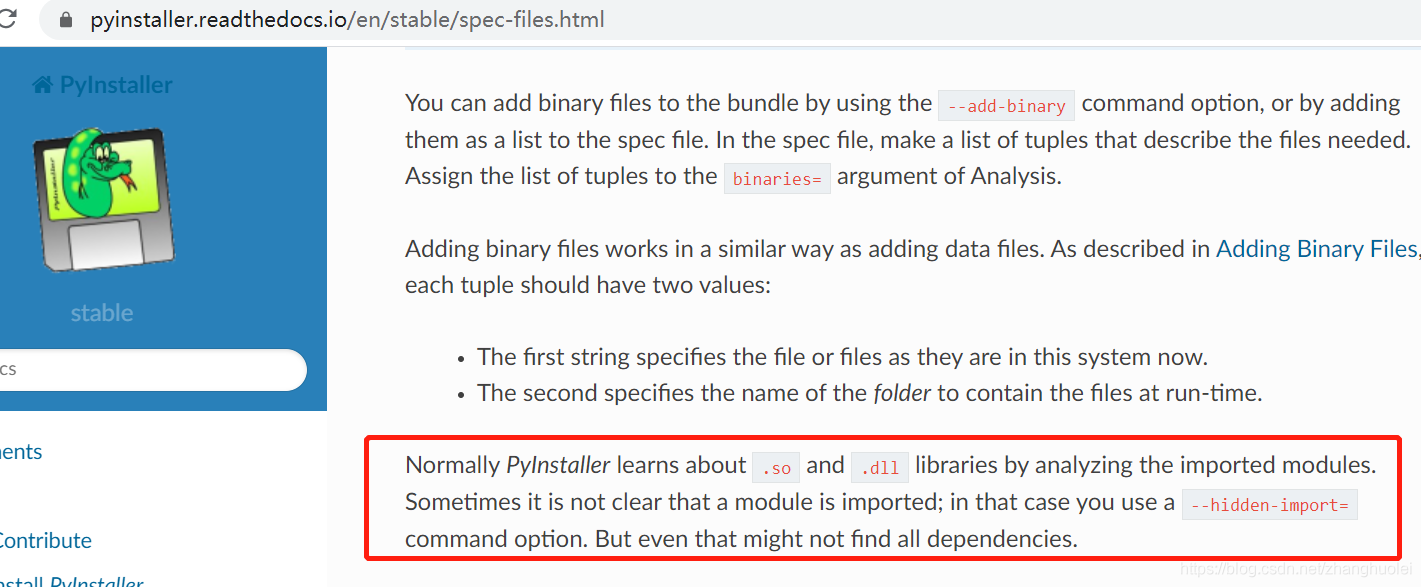 pyinstaller.readthedocs.io/en/stable/spec-files.html
PyInstaller
PyInstaller
stable
cs
ents
Contribute
nstall PyInstaller
You can add binary files to the bundle by using the --add-binary command option, or by adding
them as a list to the spec file. In the spec file, make a list of tuples that describe the files needed.
Assign the list of tuples to the binaries= argument of Analysis.
Adding binary files works in a similar way as adding data files. As described in Adding Binary Files,
each tuple should have two values:
• The first string specifies the file or files as they are in this system now.
• The second specifies the name of the folder to contain the files at run-time.
Normally PyInstaller learns about .so and .dll libraries by analyzing the imported modules.
Sometimes it is not clear that a module is imported; in that case you use a --hidden-import=
command option. But even that might not find all dependencies.
https://blog.csdn.net/zhanghuolei